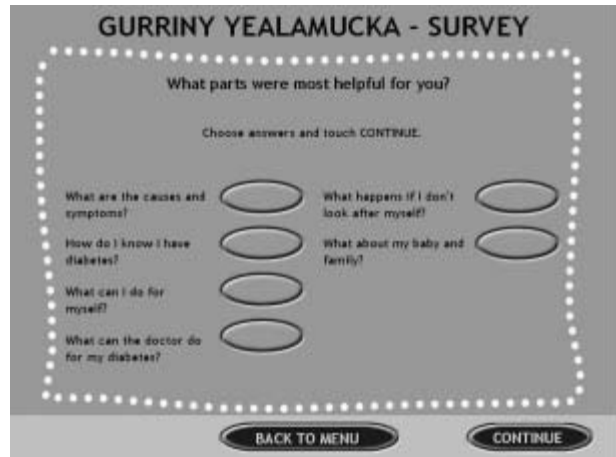 GURRINY YEALAMUCKA - SURVEY
What parts were most helpful for you?
Choose answers and touch CONTINUE.
What are the causes and
symptoms?
How do I know I have
diabetes?
What can I do for
myself?
What can the doctor do
for my diabetes?
What happens if I don't
look after myself?
What about my baby and
family?
BACK TO MENU
CONTINUE